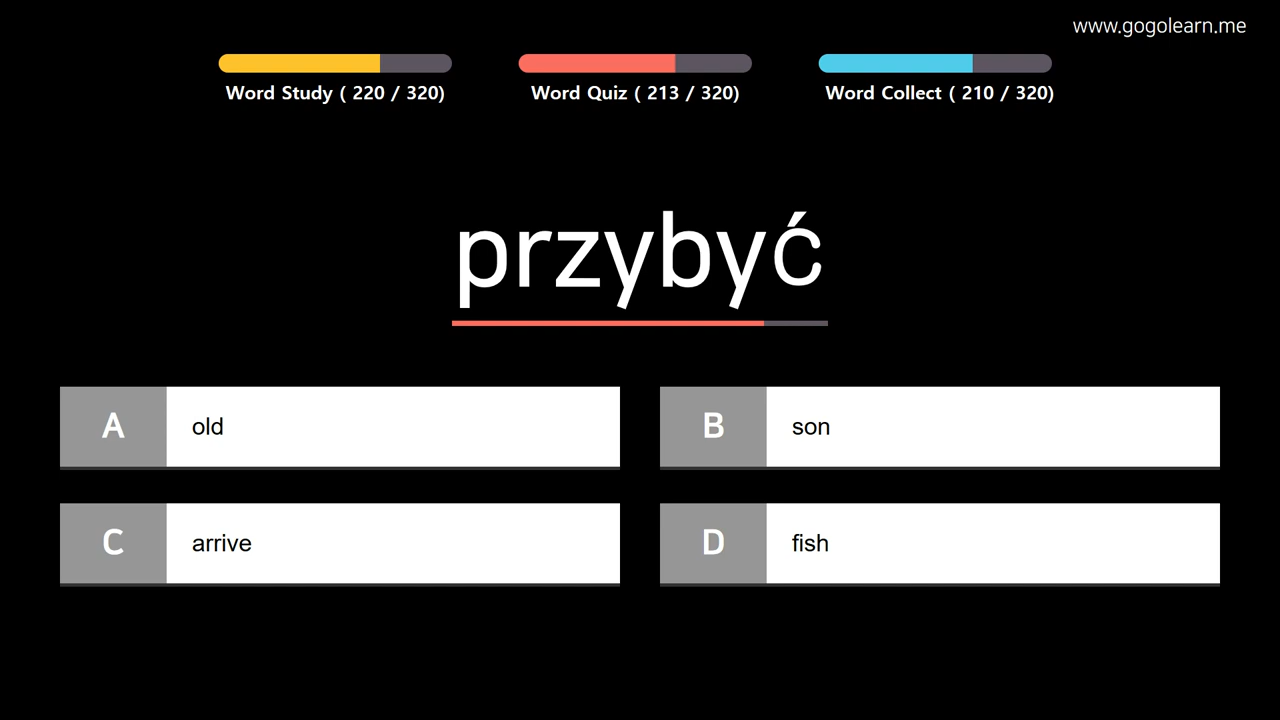 www.gogolearn.me
Word Study ( 220 / 320)
Word Quiz ( 213 / 320)
Word Collect ( 210 / 320)
przybyć
A old
B son
C arrive
D fish